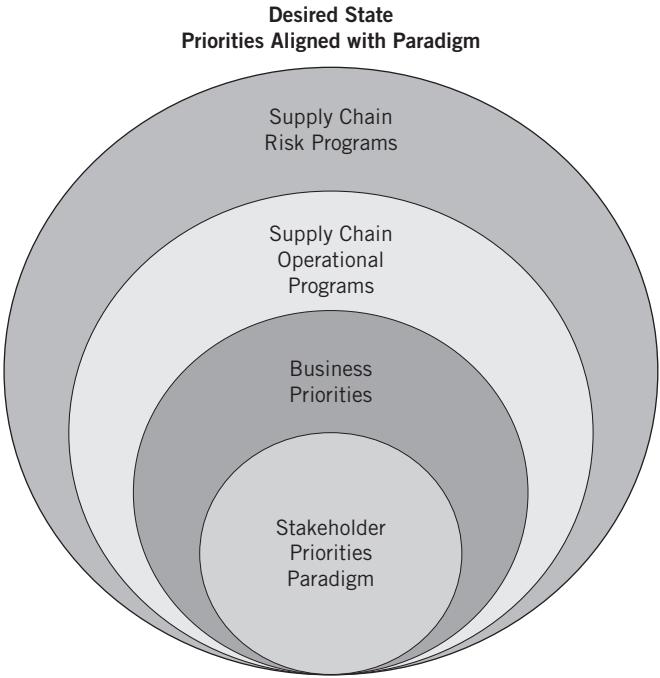 Desired State
Priorities Aligned with Paradigm
Supply Chain
Risk Programs
Supply Chain
Operational
Programs
Business
Priorities
Stakeholder
Priorities
Paradigm